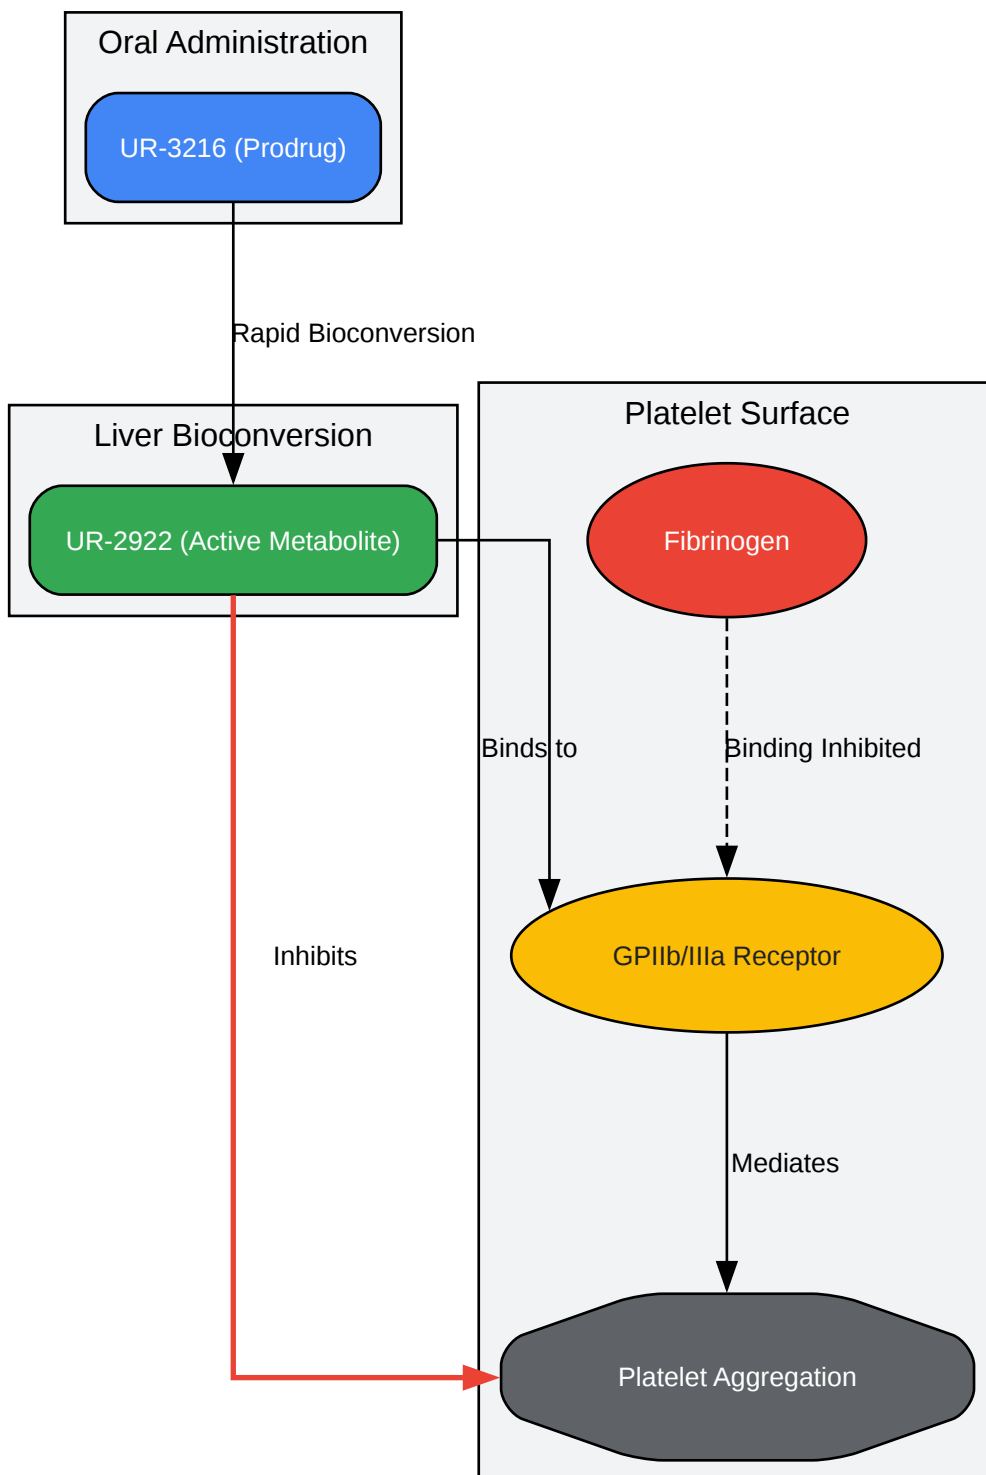 Oral Administration
UR-3216 (Prodrug)
Rapid Bioconversion
Liver Bioconversion
UR-2922 (Active Metabolite)
Platelet Surface
Fibrinogen
Binds to
Binding Inhibited
Inhibits
GPIIb/IIIa Receptor
Mediates
Platelet Aggregation